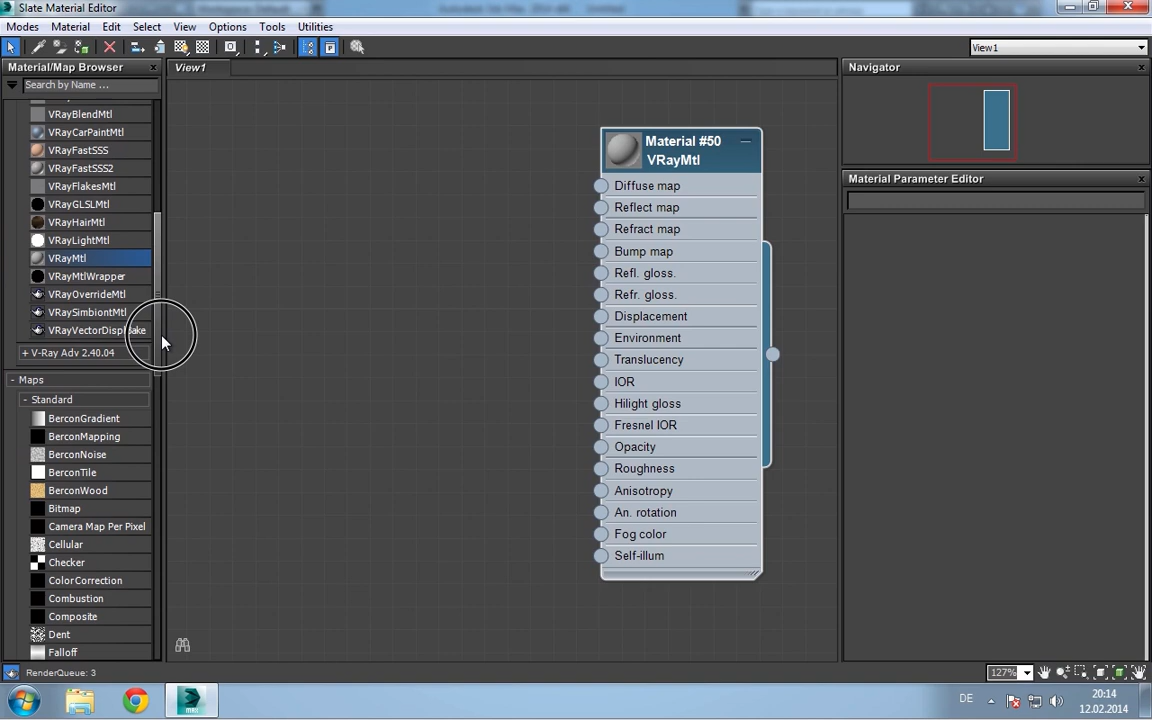 Slate Material Editor
Modes Material Edit Select View Options Tools Utilities
View1
Material/Map Browser
View1
Navigator
Search by Name ...
VRayBlendMtl
VRayCarPaintMtl
VRayFastSSS
VRayFastSSS2
VRayFlakesMtl
VRayGLSLMtl
VRayHairMtl
VRayLightMtl
VRayMtl
VRayMtlWrapper
VRayOverrideMtl
VRaySimbiontMtl
+ V-Ray Adv 2.40.04
- Maps
- Standard
BerconGradient
BerconMapping
BerconNoise
BerconTile
BerconWood
Bitmap
Camera Map Per Pixel
Cellular
Checker
ColorCorrection
Combustion
Composite
Dent
Falloff
Material #50
VRayMtl
Diffuse map
Reflect map
Refract map
Bump map
Refl. gloss.
Refr. gloss.
Displacement
Environment
Translucency
IOR
Hilight gloss
Fresnel IOR
Opacity
Roughness
Anisotropy
An. rotation
Fog color
Self-illum
Material Parameter Editor
RenderQueue: 3
127%
DE
20:14
12.02.2014